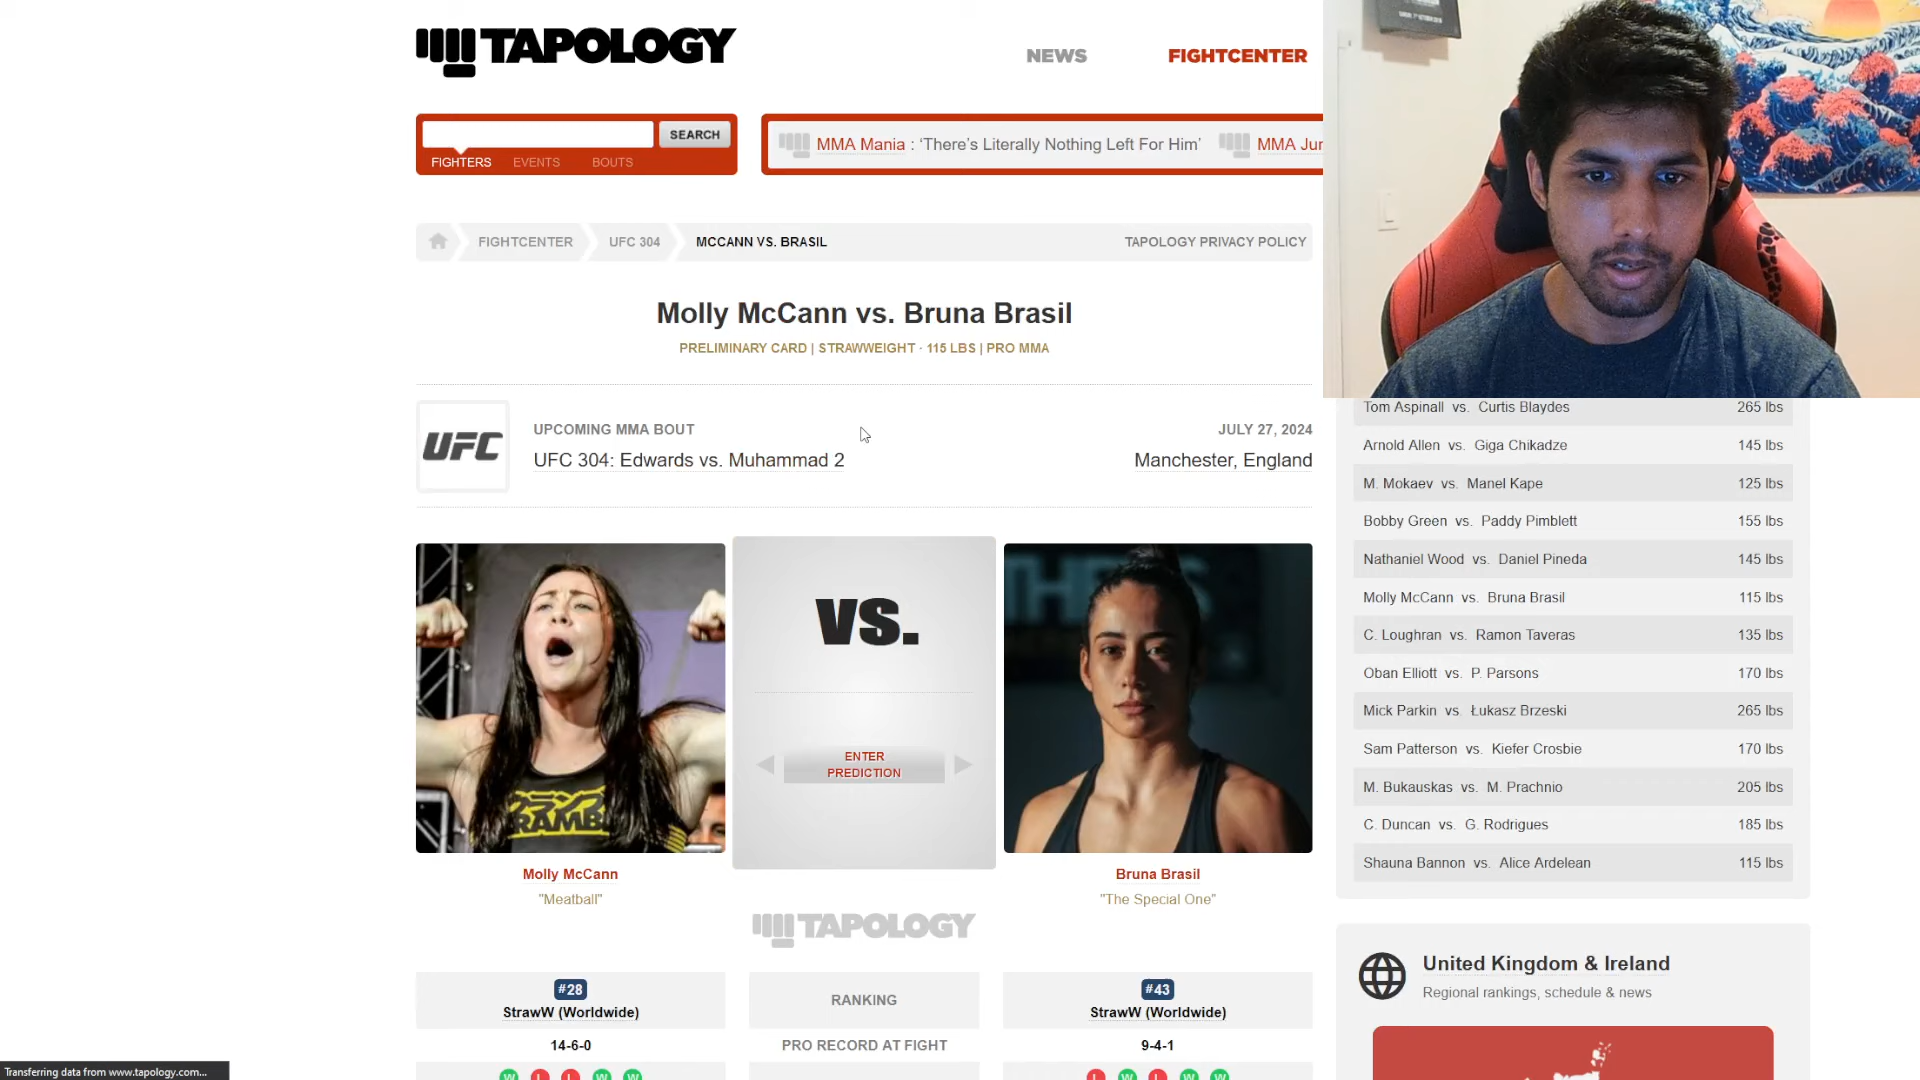 TAPOLOGY
NEWS
FIGHTCENTER
SEARCH
FIGHTERS
EVENTS
BOUTS
MMA Mania : ‘There’s Literally Nothing Left For Him’
MMA Jun
FIGHTCENTER
UFC 304
MCCANN VS. BRASIL
TAPOLOGY PRIVACY POLICY
Molly McCann vs. Bruna Brasil
PRELIMINARY CARD | STRAWWEIGHT · 115 LBS | PRO MMA
UFC
UPCOMING MMA BOUT
JULY 27, 2024
UFC 304: Edwards vs. Muhammad 2
Manchester, England
VS.
ENTER
PREDICTION
Molly McCann
"Meatball"
Bruna Brasil
"The Special One"
TAPOLOGY
#28
StrawW (Worldwide)
RANKING
#43
StrawW (Worldwide)
14-6-0
PRO RECORD AT FIGHT
9-4-1
W L L W W
L W L W W
Tom Aspinall vs. Curtis Blaydes 265 lbs
Arnold Allen vs. Giga Chikadze 145 lbs
M. Mokaev vs. Manel Kape 125 lbs
Bobby Green vs. Paddy Pimblett 155 lbs
Nathaniel Wood vs. Daniel Pineda 145 lbs
Molly McCann vs. Bruna Brasil 115 lbs
C. Loughran vs. Ramon Taveras 135 lbs
Oban Elliott vs. P. Parsons 170 lbs
Mick Parkin vs. Łukasz Brzeski 265 lbs
Sam Patterson vs. Kiefer Crosbie 170 lbs
M. Bukauskas vs. M. Prachnio 205 lbs
C. Duncan vs. G. Rodrigues 185 lbs
Shauna Bannon vs. Alice Ardelean 115 lbs
United Kingdom & Ireland
Regional rankings, schedule & news
Transferring data from www.tapology.com...